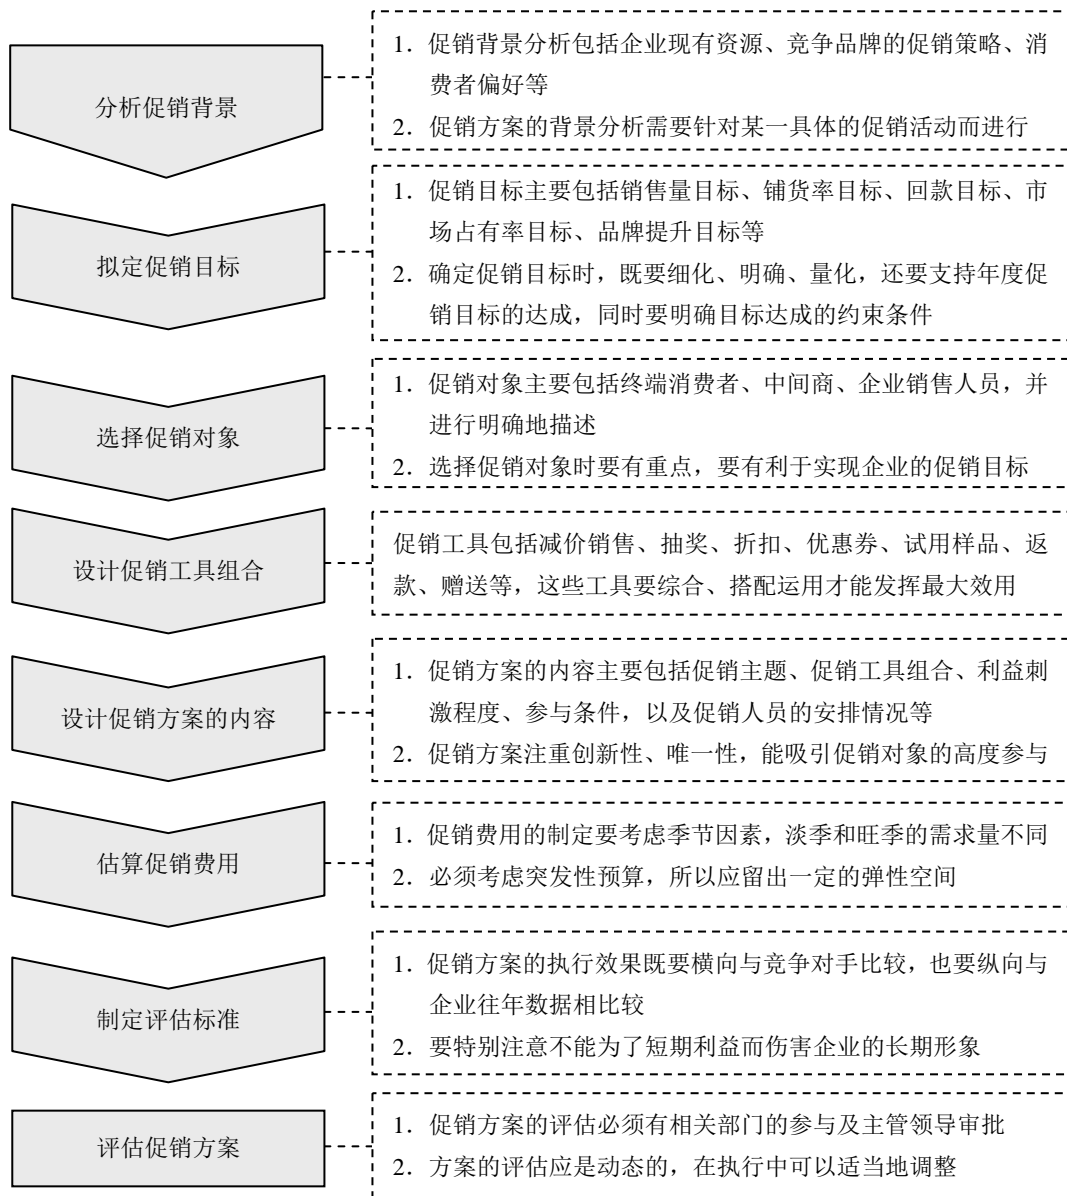 分析促销背景
1．促销背景分析包括企业现有资源、竞争品牌的促销策略、消
费者偏好等
2．促销方案的背景分析需要针对某一具体的促销活动而进行
拟定促销目标
1．促销目标主要包括销售量目标、铺货率目标、回款目标、市
场占有率目标、品牌提升目标等
2．确定促销目标时，既要细化、明确、量化，还要支持年度促
销目标的达成，同时要明确目标达成的约束条件
选择促销对象
1．促销对象主要包括终端消费者、中间商、企业销售人员，并
进行明确地描述
2．选择促销对象时要有重点，要有利于实现企业的促销目标
设计促销工具组合
促销工具包括减价销售、抽奖、折扣、优惠券、试用样品、返
款、赠送等，这些工具要综合、搭配运用才能发挥最大效用
设计促销方案的内容
1．促销方案的内容主要包括促销主题、促销工具组合、利益刺
激程度、参与条件，以及促销人员的安排情况等
2．促销方案注重创新性、唯一性，能吸引促销对象的高度参与
估算促销费用
1．促销费用的制定要考虑季节因素，淡季和旺季的需求量不同
2．必须考虑突发性预算，所以应留出一定的弹性空间
制定评估标准
1．促销方案的执行效果既要横向与竞争对手比较，也要纵向与
企业往年数据相比较
2．要特别注意不能为了短期利益而伤害企业的长期形象
评估促销方案
1．促销方案的评估必须有相关部门的参与及主管领导审批
2．方案的评估应是动态的，在执行中可以适当地调整